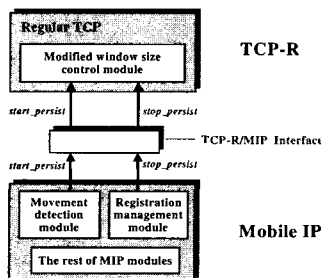 Regular TCP
TCP-R
Modified window size
control module
start_persist
stop_persist
TCP-R/MIP Interface
start_persist
stop_persist
Movement
detection
module
Registration
management
module
Mobile IP
The rest of MIP modules